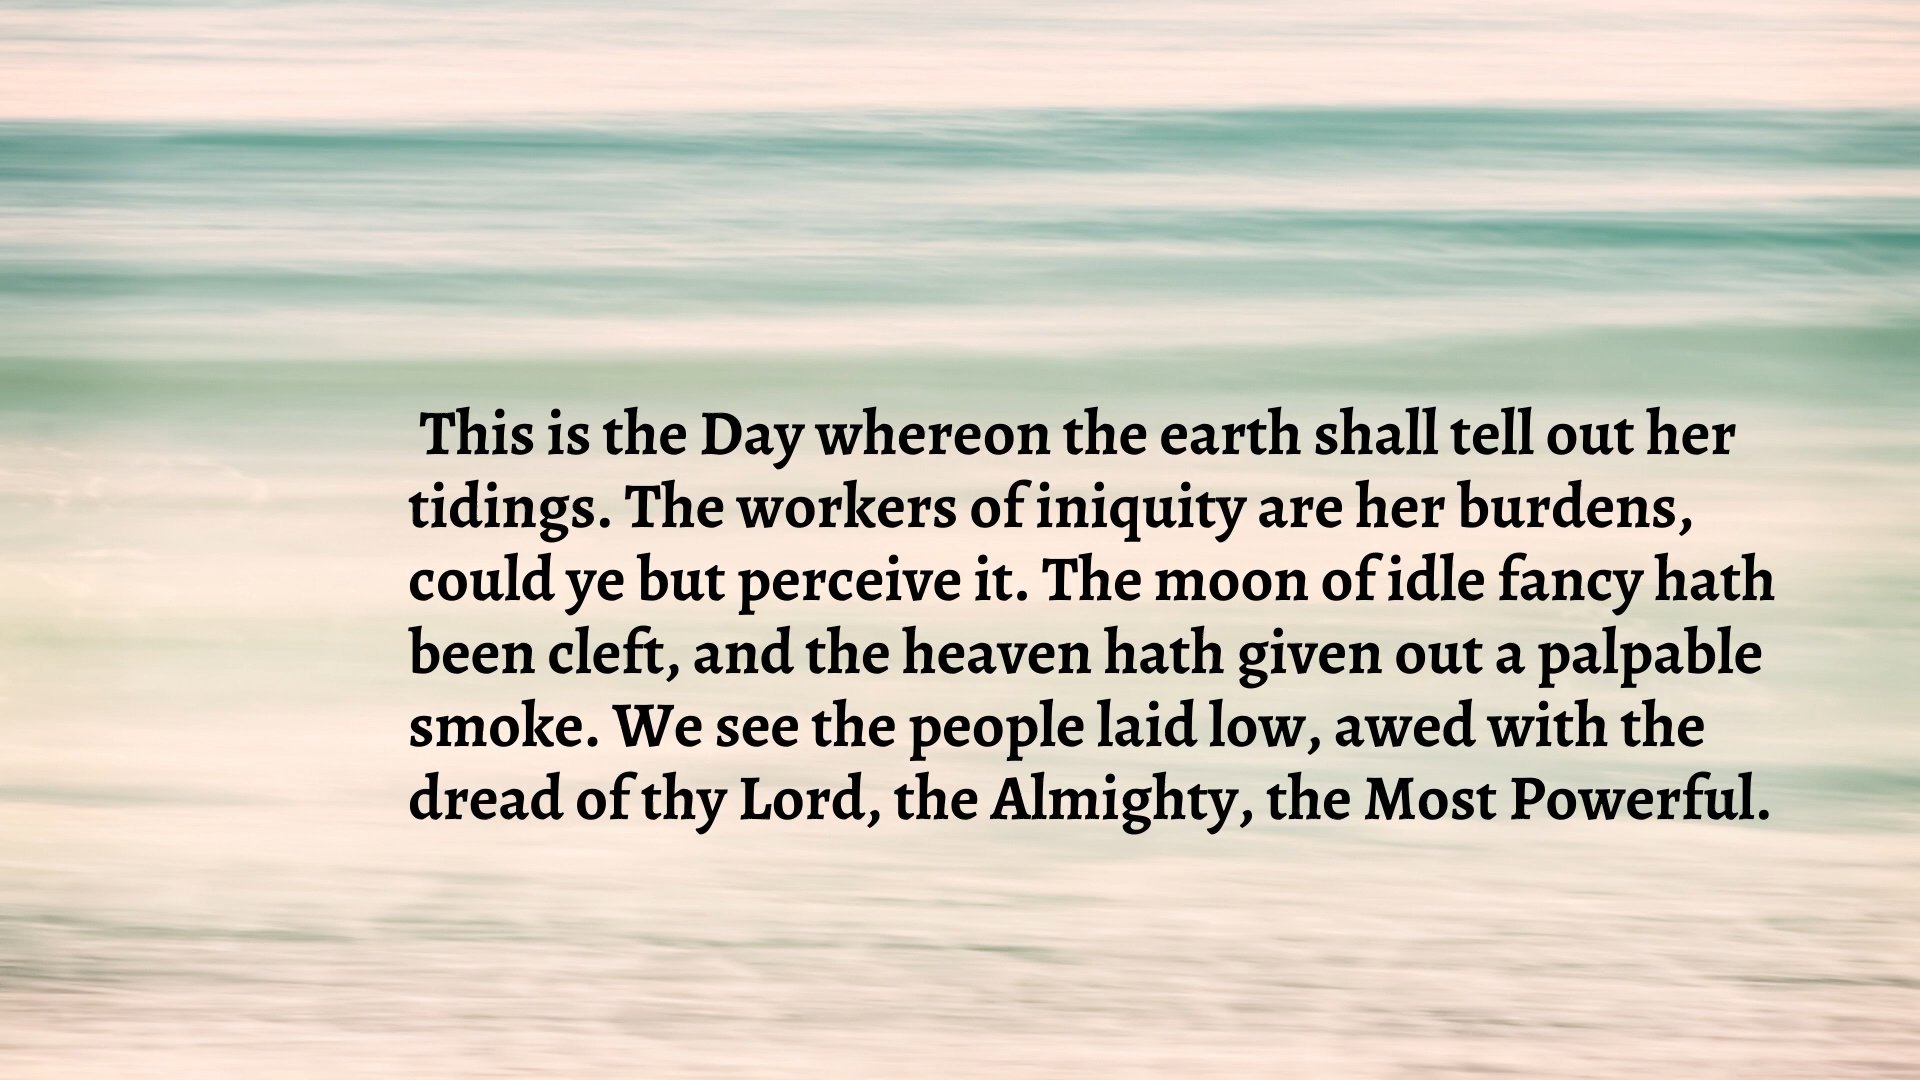 This is the Day whereon the earth shall tell out her
tidings. The workers of iniquity are her burdens,
could ye but perceive it. The moon of idle fancy hath
been cleft, and the heaven hath given out a palpable
smoke. We see the people laid low, awed with the
dread of thy Lord, the Almighty, the Most Powerful.